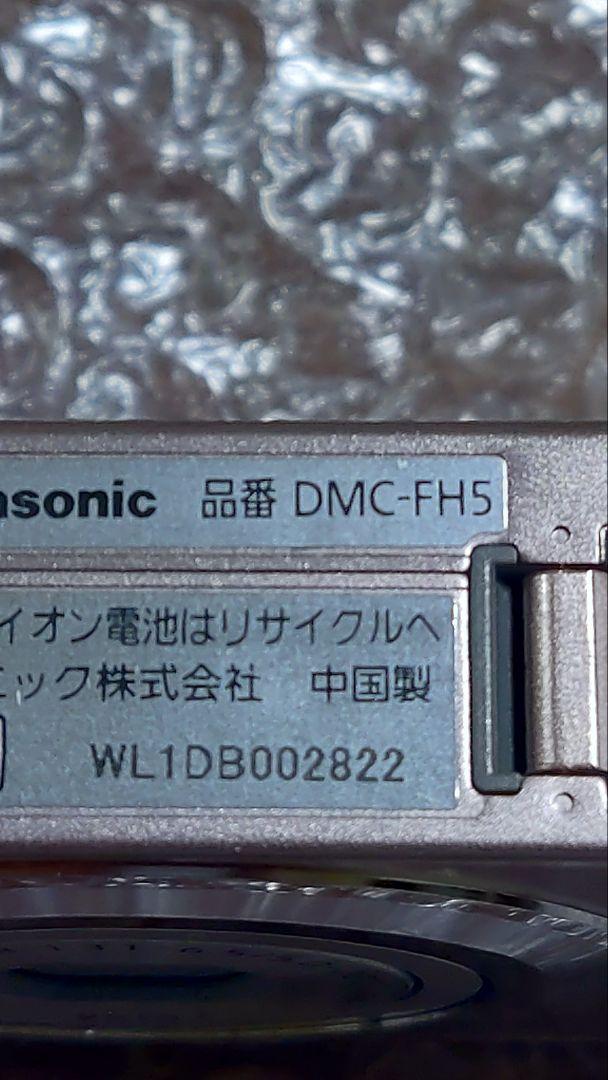 asonic 品番 DMC-FH5
イオン電池はリサイクルへ
ニック株式会社 中国製
WL1DB002822